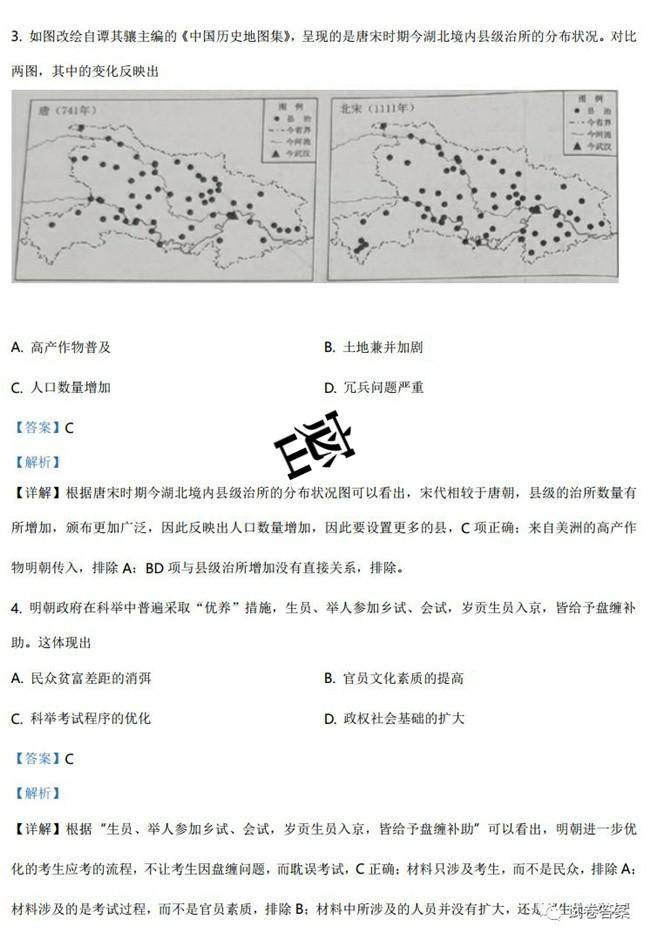 3. 如图改绘自谭其骧主编的《中国历史地图集》，呈现的是唐宋时期今湖北境内县级治所的分布状况。对比
两图，其中的变化反映出
唐（741年）
图 例
县 治
今省界
今河流
今武汉
北宋（1111年）
图 例
县 治
今省界
今河流
今武汉
A. 高产作物普及
B. 土地兼并加剧
C. 人口数量增加
D. 冗兵问题严重
【答案】C
【解析】
【详解】根据唐宋时期今湖北境内县级治所的分布状况图可以看出，宋代相较于唐朝，县级的治所数量有
所增加，颁布更加广泛，因此反映出人口数量增加，因此要设置更多的县，C 项正确；来自美洲的高产作
物明朝传入，排除 A；BD 项与县级治所增加没有直接关系，排除。
4. 明朝政府在科举中普遍采取“优养”措施，生员、举人参加乡试、会试，岁贡生员入京，皆给予盘缠补
助。这体现出
A. 民众贫富差距的消弭
B. 官员文化素质的提高
C. 科举考试程序的优化
D. 政权社会基础的扩大
【答案】C
【解析】
【详解】根据“生员、举人参加乡试、会试，岁贡生员入京，皆给予盘缠补助”可以看出，明朝进一步优
化的考生应考的流程，不让考生因盘缠问题，而耽误考试，C 正确；材料只涉及考生，而不是民众，排除 A；
材料涉及的是考试过程，而不是官员素质，排除 B；材料中所涉及的人员并没有扩大，还是“生
试卷答案